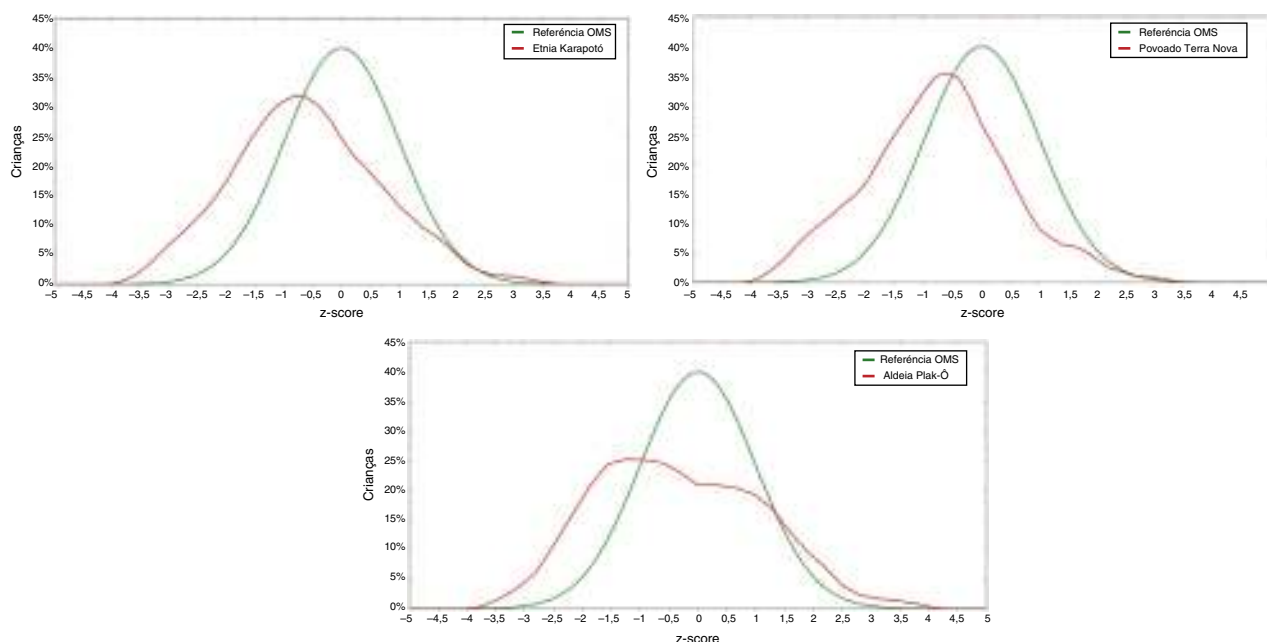 45%
40%
35%
30%
25%
20%
15%
10%
5%
0%
Crianças
Referéncia OMS
Etnia Karapotó
–5 –4,5 –4 –3,5 –3 –2,5 –2 –1,5 –1 –0,5 0 0,5 1 1,5 2 2,5 3 3,5 4 4,5 5
z-score
45%
40%
35%
30%
25%
20%
15%
10%
5%
0%
Crianças
Referéncia OMS
Povoado Terra Nova
–5 –4,5 –4 –3,5 –3 –2,5 –2 –1,5 –1 –0,5 0 0,5 1 1,5 2 2,5 3 3,5 4 4,5
z-score
45%
40%
35%
30%
25%
20%
15%
10%
5%
0%
Crianças
Referéncia OMS
Aldeia Plak-Ô
–5 –4,5 –4 –3,5 –3 –2,5 –2 –1,5 –1 –0,5 0 0,5 1 1,5 2 2,5 3 3,5 4 4,5 5
z-score